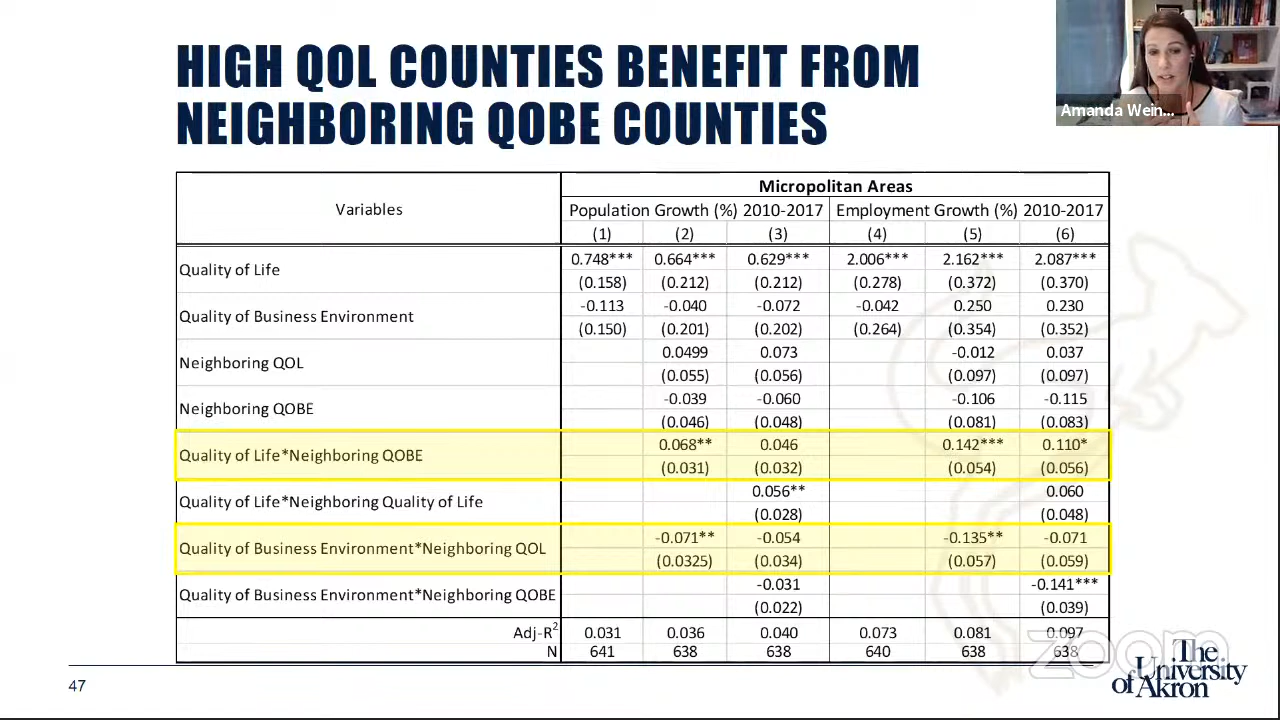 HIGH QOL COUNTIES BENEFIT FROM
NEIGHBORING QOBE COUNTIES
Amanda Wein...
Variables
Micropolitan Areas
Population Growth (%) 2010-2017 Employment Growth (%) 2010-2017
(1) (2) (3) (4) (5) (6)
Quality of Life 0.748*** 0.664*** 0.629*** 2.006*** 2.162*** 2.087***
(0.158) (0.212) (0.212) (0.278) (0.372) (0.370)
Quality of Business Environment -0.113 -0.040 -0.072 -0.042 0.250 0.230
(0.150) (0.201) (0.202) (0.264) (0.354) (0.352)
Neighboring QOL 0.0499 0.073 -0.012 0.037
(0.055) (0.056) (0.097) (0.097)
Neighboring QOBE -0.039 -0.060 -0.106 -0.115
(0.046) (0.048) (0.081) (0.083)
Quality of Life*Neighboring QOBE 0.068** 0.046 0.142*** 0.110*
(0.031) (0.032) (0.054) (0.056)
Quality of Life*Neighboring Quality of Life 0.056** 0.060
(0.028) (0.048)
Quality of Business Environment*Neighboring QOL -0.071** -0.054 -0.135** -0.071
(0.0325) (0.034) (0.057) (0.059)
Quality of Business Environment*Neighboring QOBE -0.031 -0.141***
(0.022) (0.039)
Adj-R² 0.031 0.036 0.040 0.073 0.081 0.097
N 641 638 638 640 638 638
zoom
47
The
University
of Akron